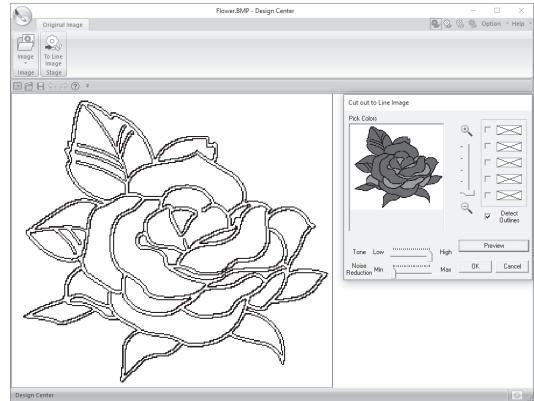 Flower.BMP - Design Center
Original Image
Option
Help
Image
To Line
Image
Image
Stage
Cut out to Line Image
Pick Colors
Detect
Outlines
Preview
Tone Low High
Noise
Reduction Min Max
OK Cancel
Design Center